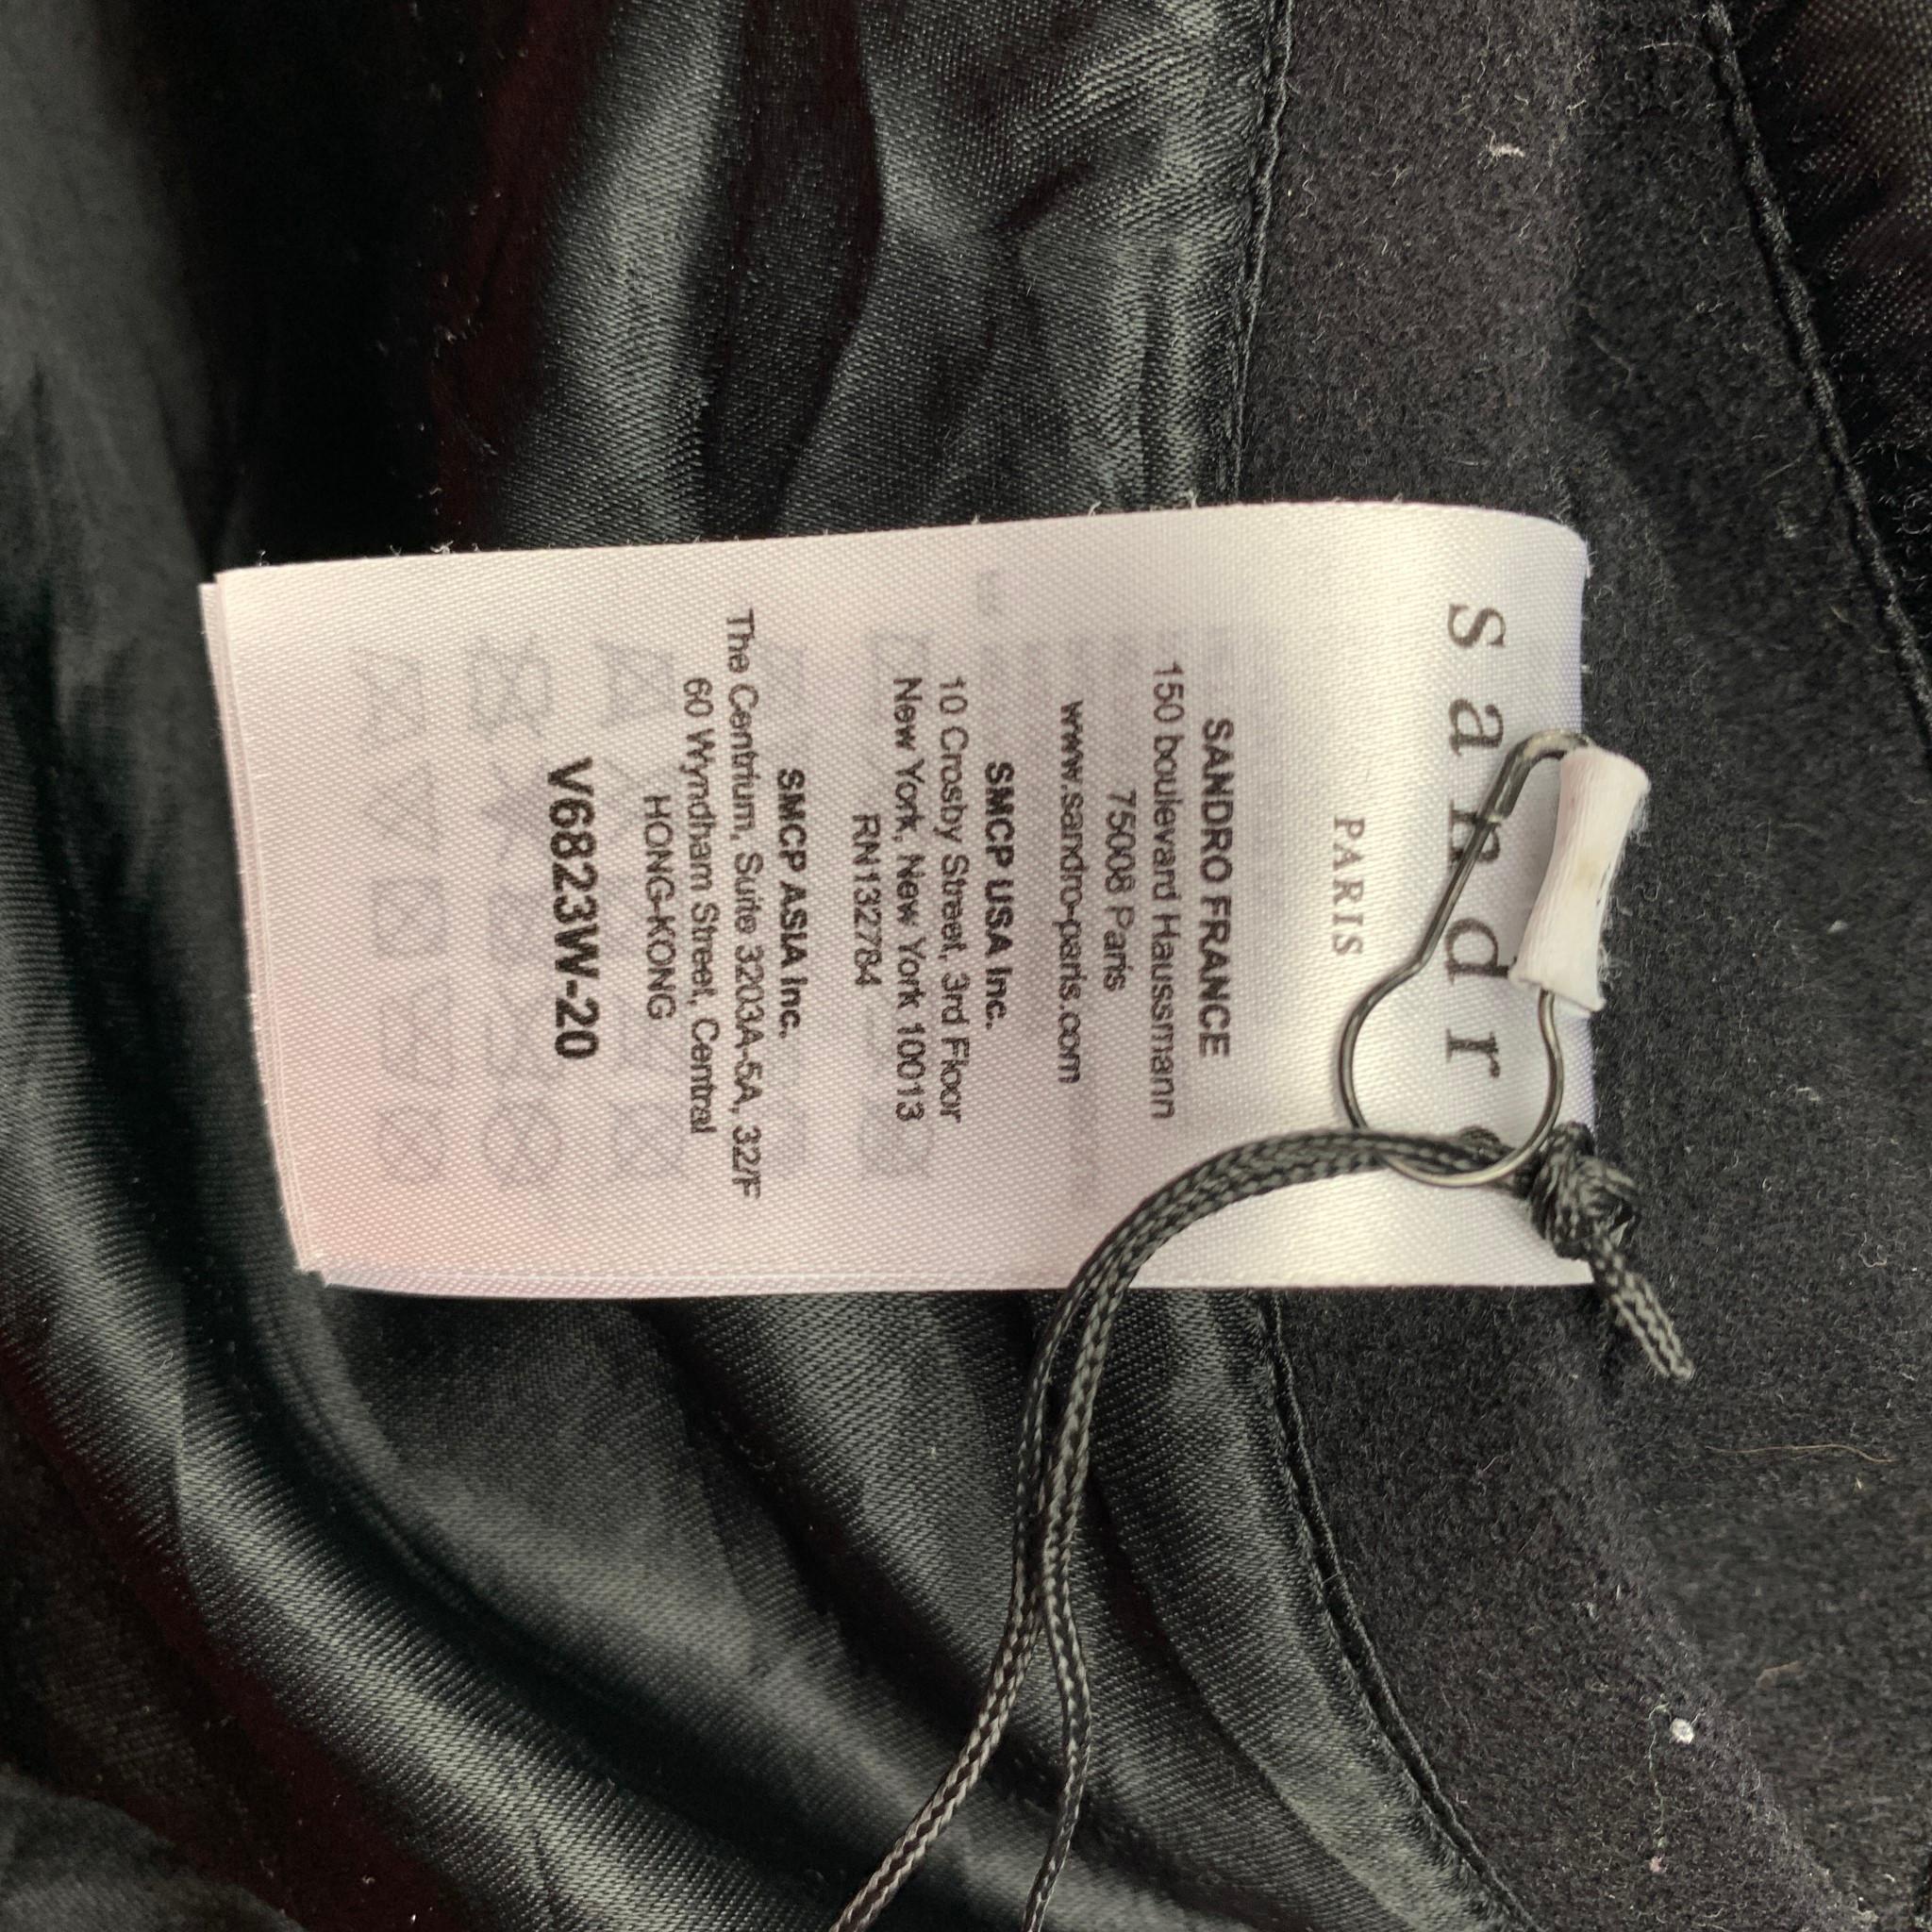 sandro
PARIS
SANDRO FRANCE
150 boulevard Haussmann
75008 Paris
www.sandro-paris.com
SMCP USA Inc.
10 Crosby Street, 3rd Floor
New York, New York 10013
RN132784
SMCP ASIA Inc.
The Centrium, Suite 3203A-5A, 32/F
60 Wyndham Street, Central
HONG-KONG
V6823W-20